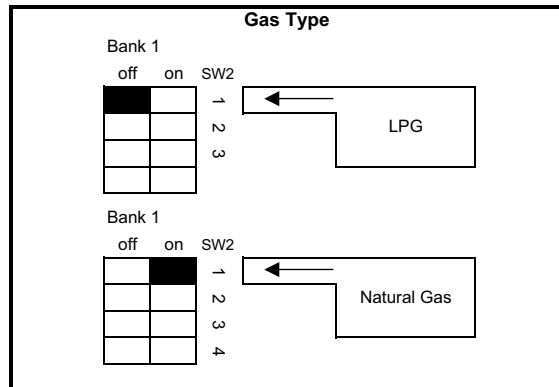 Gas Type
Bank 1
off on SW2
1
2
3
LPG
Bank 1
off on SW2
1
2
3
4
Natural Gas